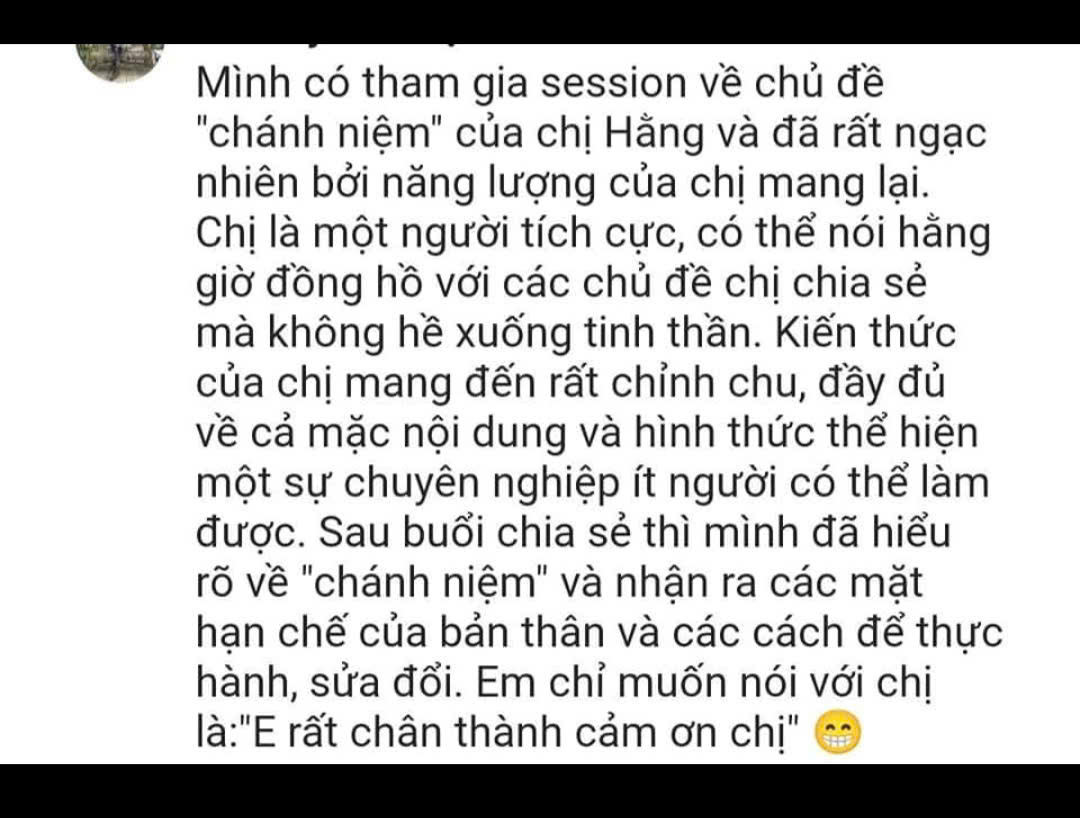 Mình có tham gia session về chủ đề
"chánh niệm" của chị Hằng và đã rất ngạc
nhiên bởi năng lượng của chị mang lại.
Chị là một người tích cực, có thể nói hằng
giờ đồng hồ với các chủ đề chị chia sẻ
mà không hề xuống tinh thần. Kiến thức
của chị mang đến rất chỉnh chu, đầy đủ
về cả mặc nội dung và hình thức thể hiện
một sự chuyên nghiệp ít người có thể làm
được. Sau buổi chia sẻ thì mình đã hiểu
rõ về "chánh niệm" và nhận ra các mặt
hạn chế của bản thân và các cách để thực
hành, sửa đổi. Em chỉ muốn nói với chị
là:"E rất chân thành cảm ơn chị" 😁